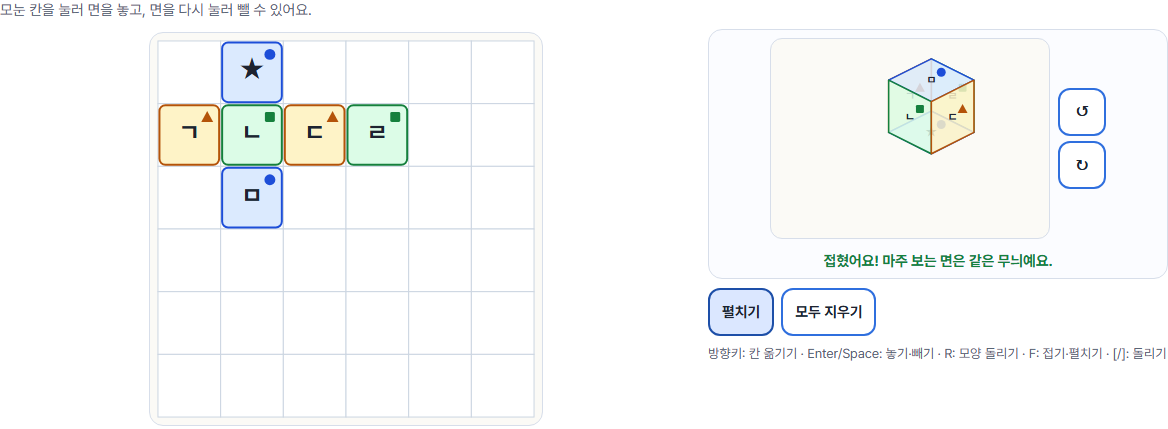 모눈 칸을 눌러 면을 놓고, 면을 다시 눌러 뺄 수 있어요.
★
ㄱ ㄴ ㄷ ㄹ
ㅁ
ㅁ
ㄴ ㄷ
↺
↻
접혔어요! 마주 보는 면은 같은 무늬예요.
펼치기 모두 지우기
방향키: 칸 옮기기 · Enter/Space: 놓기·빼기 · R: 모양 돌리기 · F: 접기·펼치기 · [/]: 돌리기